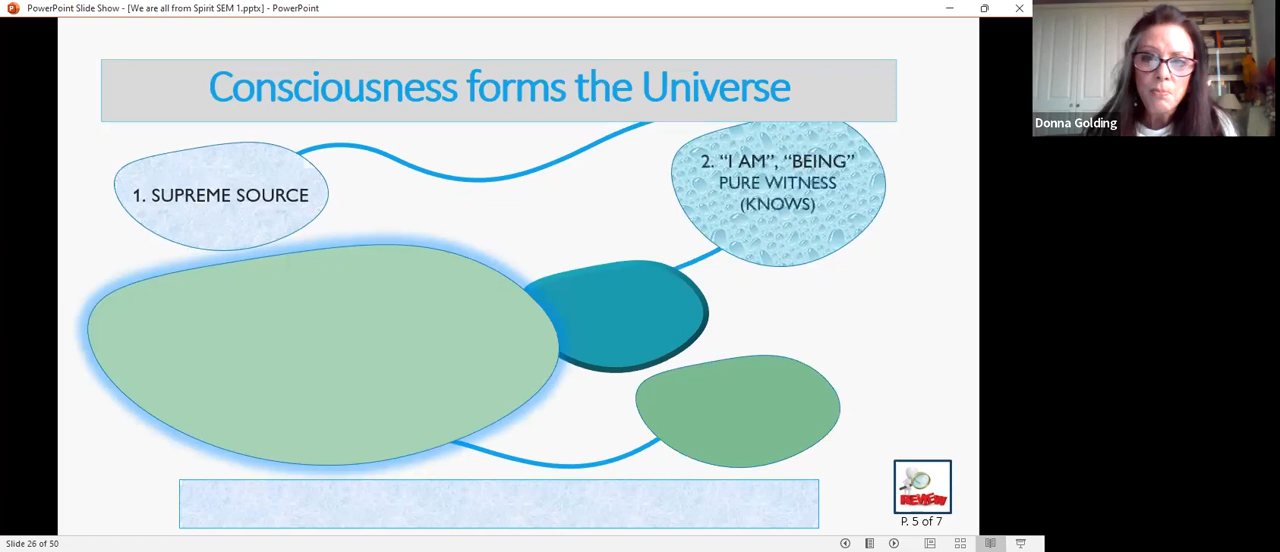 PowerPoint Slide Show - [We are all from Spirit SEM 1.pptx] - PowerPoint
Consciousness forms the Universe
1. SUPREME SOURCE
2. “I AM”, “BEING”
PURE WITNESS
(KNOWS)
Donna Golding
REVIEW
P. 5 of 7
Slide 26 of 50